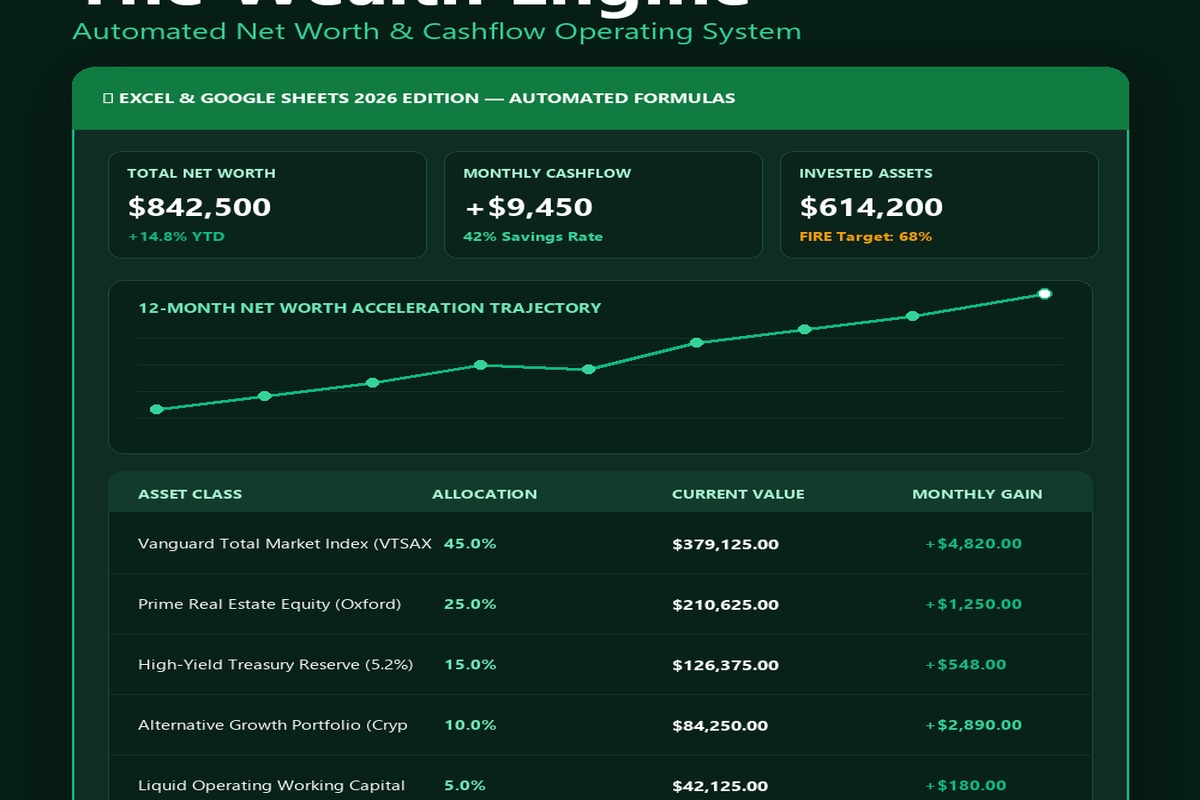 The Wealth Engine
Automated Net Worth & Cashflow Operating System
EXCEL & GOOGLE SHEETS 2026 EDITION — AUTOMATED FORMULAS
TOTAL NET WORTH
$842,500
+14.8% YTD
MONTHLY CASHFLOW
+$9,450
42% Savings Rate
INVESTED ASSETS
$614,200
FIRE Target: 68%
12-MONTH NET WORTH ACCELERATION TRAJECTORY
ASSET CLASS ALLOCATION CURRENT VALUE MONTHLY GAIN
Vanguard Total Market Index (VTSAX 45.0% $379,125.00 +$4,820.00
Prime Real Estate Equity (Oxford) 25.0% $210,625.00 +$1,250.00
High-Yield Treasury Reserve (5.2%) 15.0% $126,375.00 +$548.00
Alternative Growth Portfolio (Cryp 10.0% $84,250.00 +$2,890.00
Liquid Operating Working Capital 5.0% $42,125.00 +$180.00